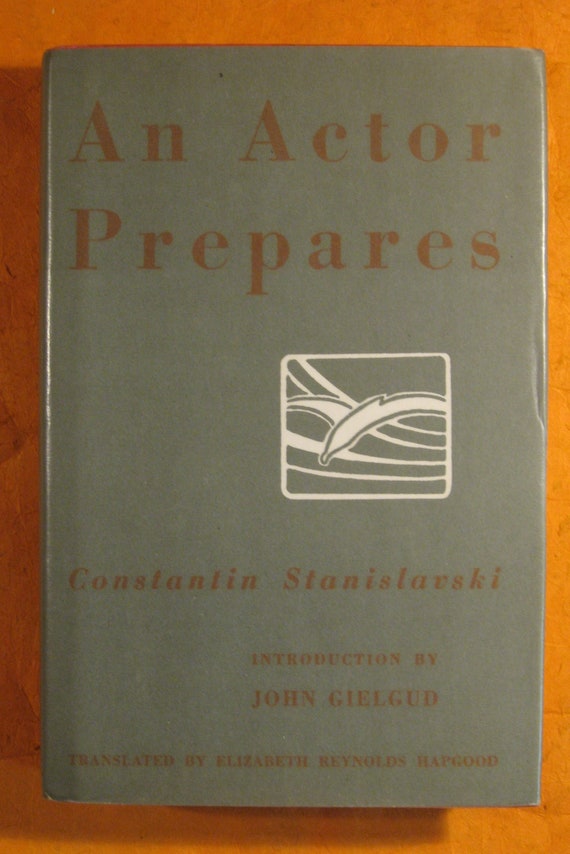 An Actor
Prepares
Constantin Stanislavski
INTRODUCTION BY
JOHN GIELGUD
TRANSLATED BY ELIZABETH REYNOLDS HAPGOOD